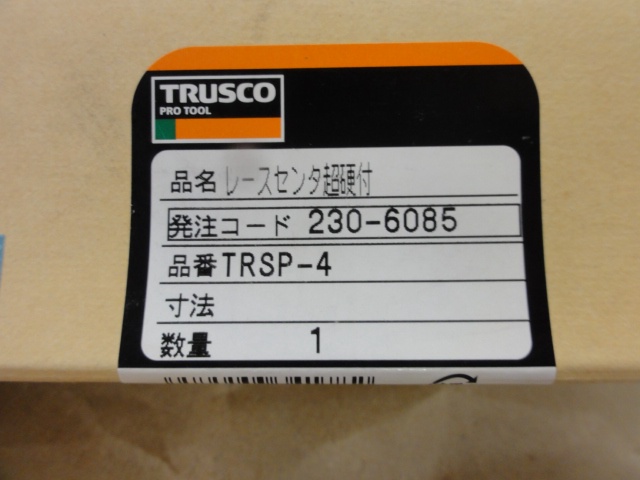 TRUSCO
PRO TOOL
品名 レースセンタ超硬付
発注コード 230-6085
品番 TRSP-4
寸法
数量 1